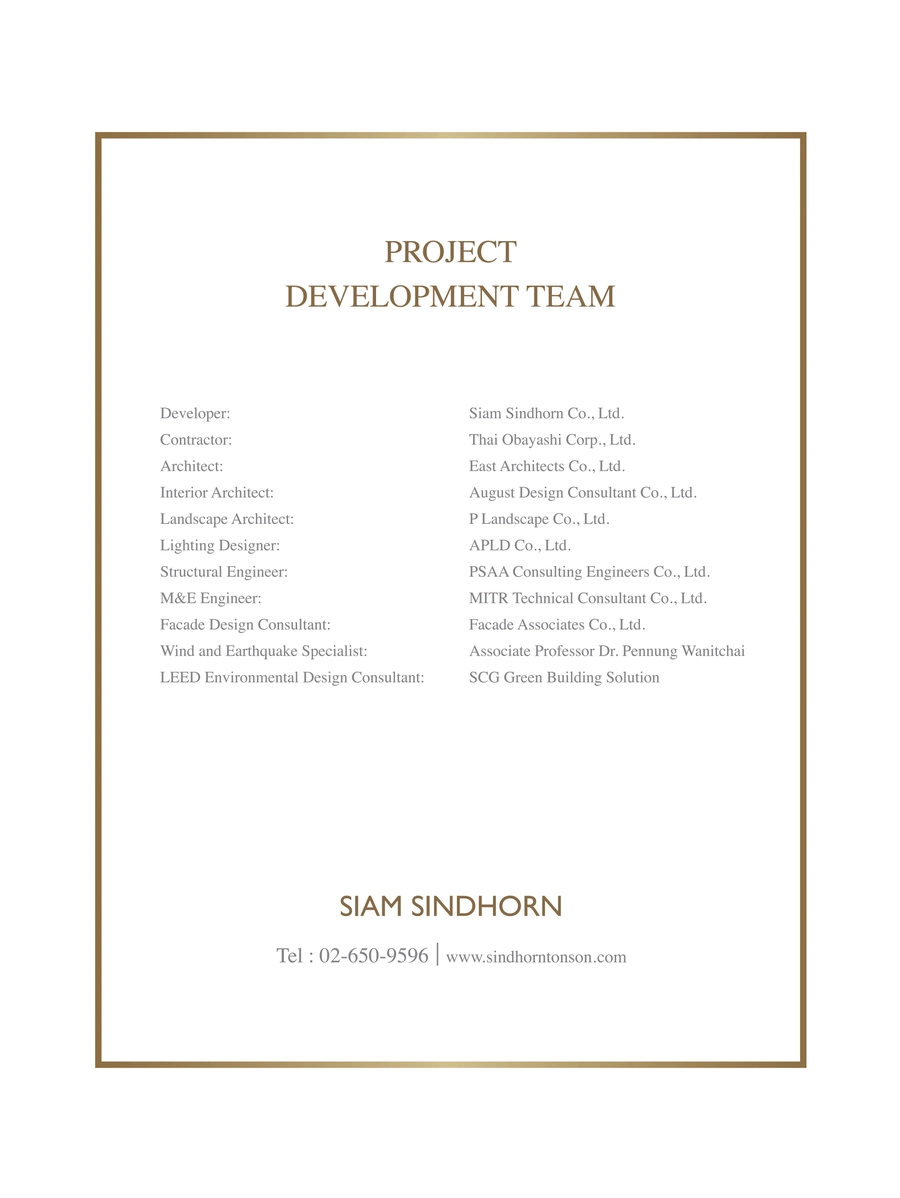 PROJECT
DEVELOPMENT TEAM
Developer: Siam Sindhorn Co., Ltd.
Contractor: Thai Obayashi Corp., Ltd.
Architect: East Architects Co., Ltd.
Interior Architect: August Design Consultant Co., Ltd.
Landscape Architect: P Landscape Co., Ltd.
Lighting Designer: APLD Co., Ltd.
Structural Engineer: PSAA Consulting Engineers Co., Ltd.
M&E Engineer: MITR Technical Consultant Co., Ltd.
Facade Design Consultant: Facade Associates Co., Ltd.
Wind and Earthquake Specialist: Associate Professor Dr. Pennung Wanitchai
LEED Environmental Design Consultant: SCG Green Building Solution
SIAM SINDHORN
Tel : 02-650-9596 | www.sindhorntonson.com